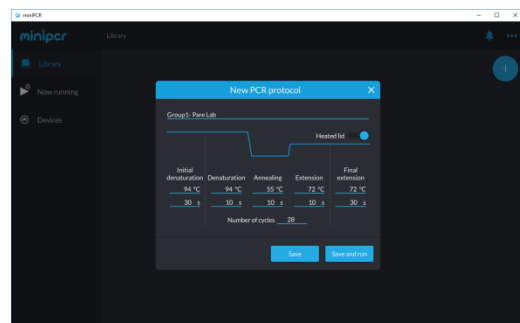 miniPCR
minipcr
Library
Library
Now running
Devices
New PCR protocol
Group1- Pare Lab
Heated lid
Initial denaturation Denaturation Annealing Extension Final extension
94 °C 94 °C 55 °C 72 °C 72 °C
30 s 10 s 10 s 10 s 30 s
Number of cycles 28
Save Save and run